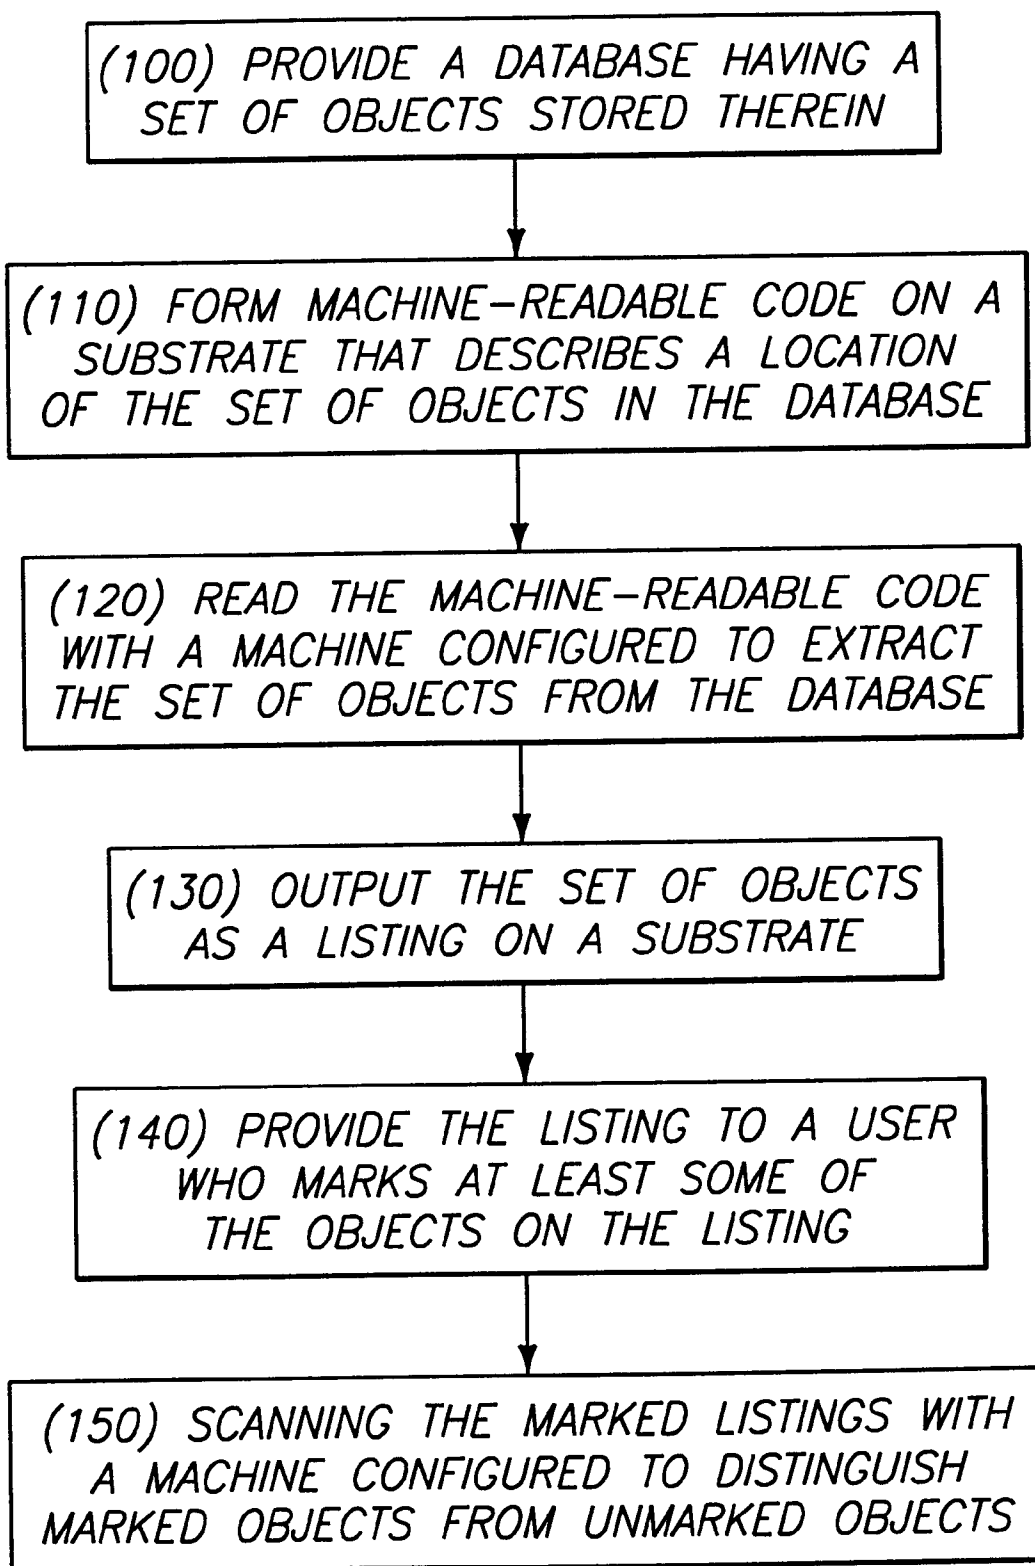 (100) PROVIDE A DATABASE HAVING A
SET OF OBJECTS STORED THEREIN
(110) FORM MACHINE-READABLE CODE ON A
SUBSTRATE THAT DESCRIBES A LOCATION
OF THE SET OF OBJECTS IN THE DATABASE
(120) READ THE MACHINE-READABLE CODE
WITH A MACHINE CONFIGURED TO EXTRACT
THE SET OF OBJECTS FROM THE DATABASE
(130) OUTPUT THE SET OF OBJECTS
AS A LISTING ON A SUBSTRATE
(140) PROVIDE THE LISTING TO A USER
WHO MARKS AT LEAST SOME OF
THE OBJECTS ON THE LISTING
(150) SCANNING THE MARKED LISTINGS WITH
A MACHINE CONFIGURED TO DISTINGUISH
MARKED OBJECTS FROM UNMARKED OBJECTS